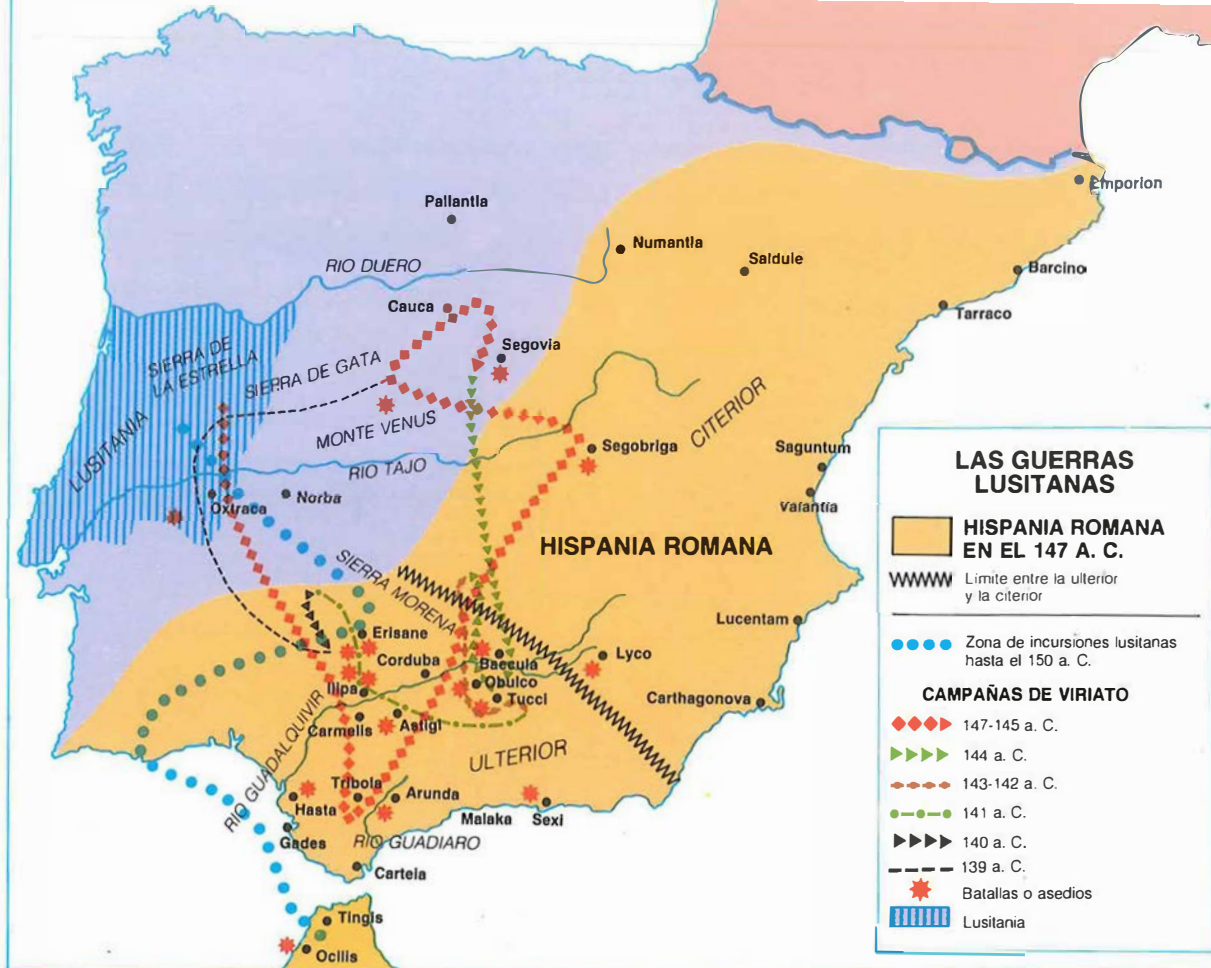 Emporion
Pallantia
Numantia
Salduie
RIO DUERO
Barcino
Cauca
Tarraco
SIERRA DE
LA ESTRELLA
SIERRA DE GATA
Segovia
CITERIOR
MONTE VENUS
LUSITANIA
Segobriga
Saguntum
RIO TAJO
Oxtraca
Norba
Valantia
HISPANIA ROMANA
SIERRA MORENA
Lucentam
Erisane
Corduba
Baecula
Lyco
Ilipa
Obulco
Tucci
Carthagonova
Carmelis
Astigi
RIO GUADALQUIVIR
ULTERIOR
Tribola
Hasta
Arunda
Malaka
Sexi
Gades
RIO GUADIARO
Carteia
Tingis
Ocilis
LAS GUERRAS
LUSITANAS
HISPANIA ROMANA
EN EL 147 A. C.
Límite entre la ulterior
y la citerior
Zona de incursiones lusitanas
hasta el 150 a. C.
CAMPAÑAS DE VIRIATO
147-145 a. C.
144 a. C.
143-142 a. C.
141 a. C.
140 a. C.
139 a. C.
Batallas o asedios
Lusitania